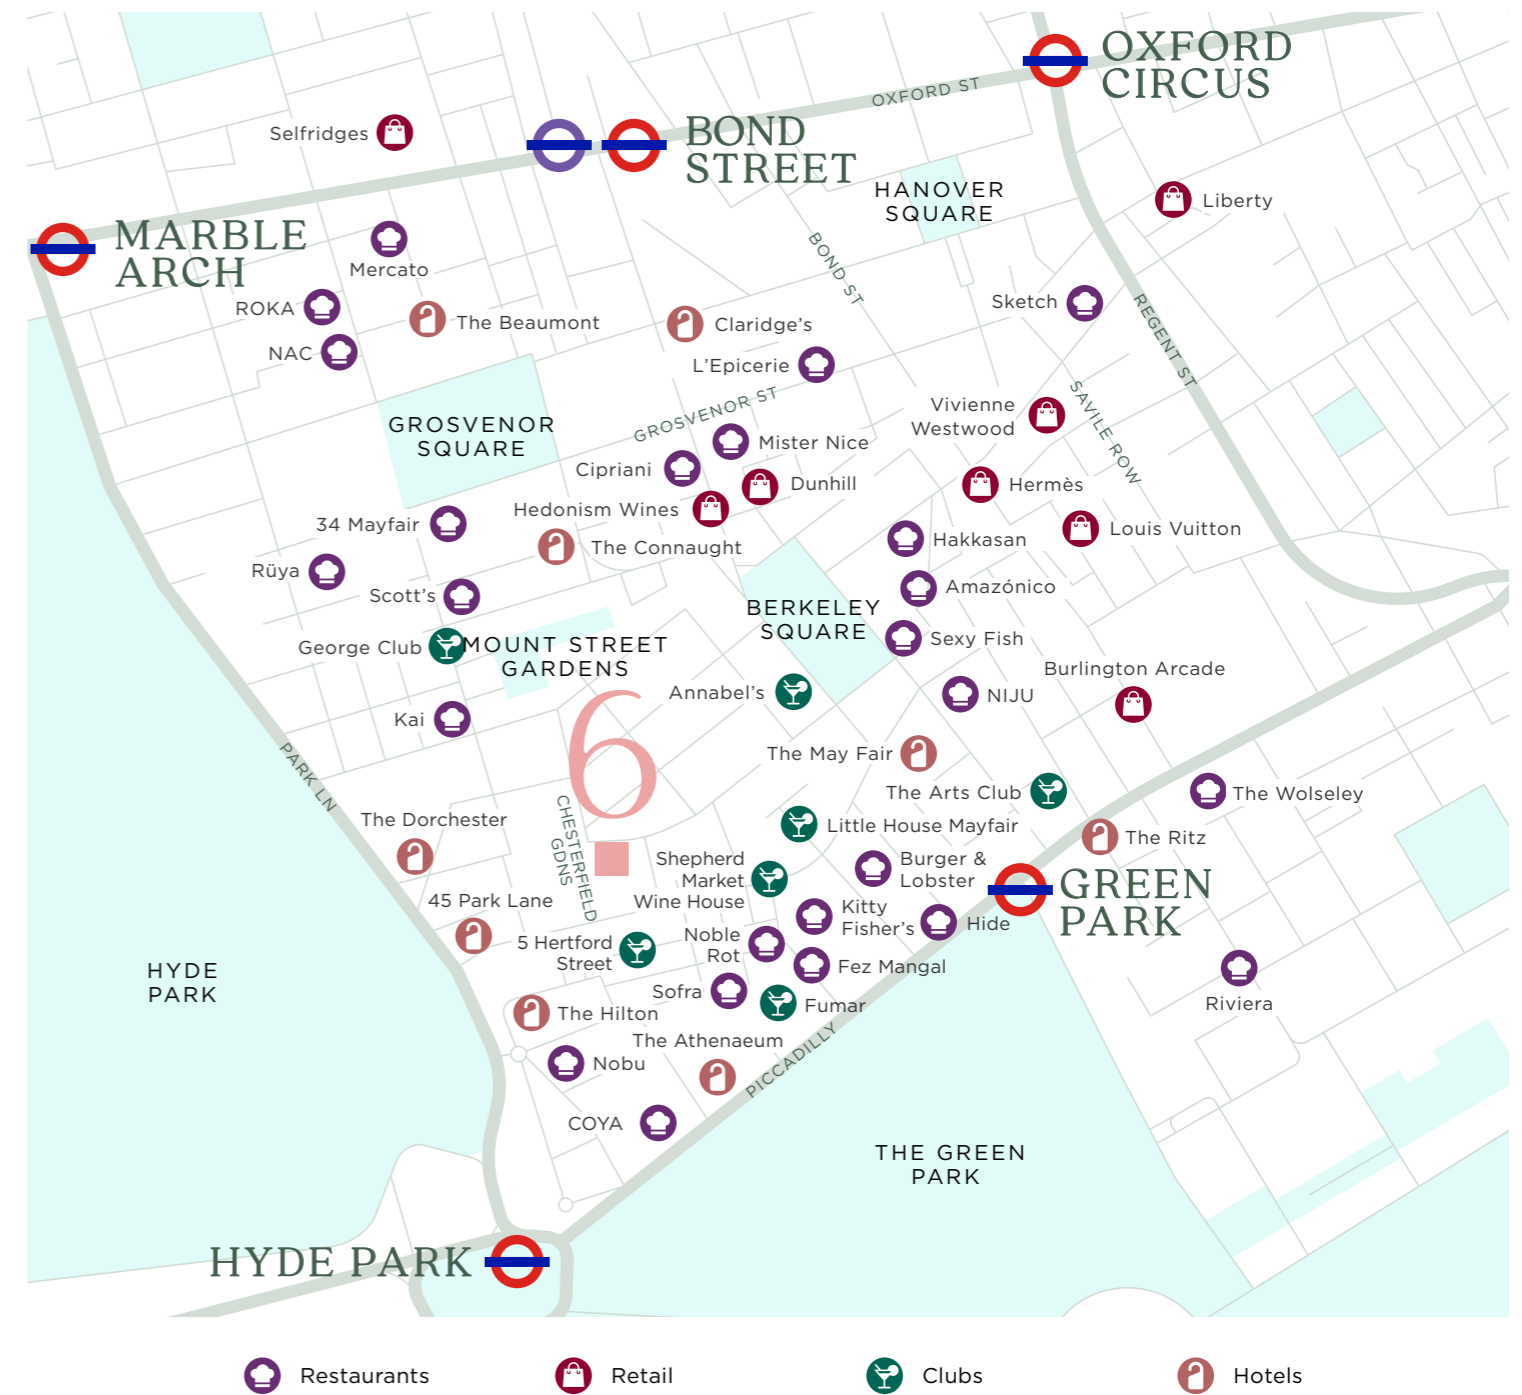 OXFORD
CIRCUS
OXFORD ST
Selfridges
BOND
STREET
HANOVER
SQUARE
Liberty
MARBLE
ARCH
Mercato
BOND ST
ROKA
The Beaumont
Claridge's
Sketch
REGENT ST
NAC
L'Epicerie
GROSVENOR
SQUARE
GROSVENOR ST
Vivienne
Westwood
SAVILE ROW
Mister Nice
Cipriani
Dunhill
Hermès
Hedonism Wines
34 Mayfair
The Connaught
Hakkasan
Louis Vuitton
Rüya
Scott's
BERKELEY
SQUARE
Amazónico
George Club
MOUNT STREET
GARDENS
Sexy Fish
Burlington Arcade
Annabel's
NIJU
Kai
6
PARK LN
The May Fair
The Arts Club
The Wolseley
The Dorchester
CHESTERFIELD
GDNS
Little House Mayfair
The Ritz
Shepherd
Market
Wine House
Burger &
Lobster
GREEN
PARK
45 Park Lane
Kitty
Fisher's
Hide
5 Hertford
Street
Noble
Rot
Fez Mangal
HYDE
PARK
Sofra
Fumar
Riviera
The Hilton
The Athenaeum
PICCADILLY
Nobu
COYA
THE GREEN
PARK
HYDE PARK
Restaurants
Retail
Clubs
Hotels